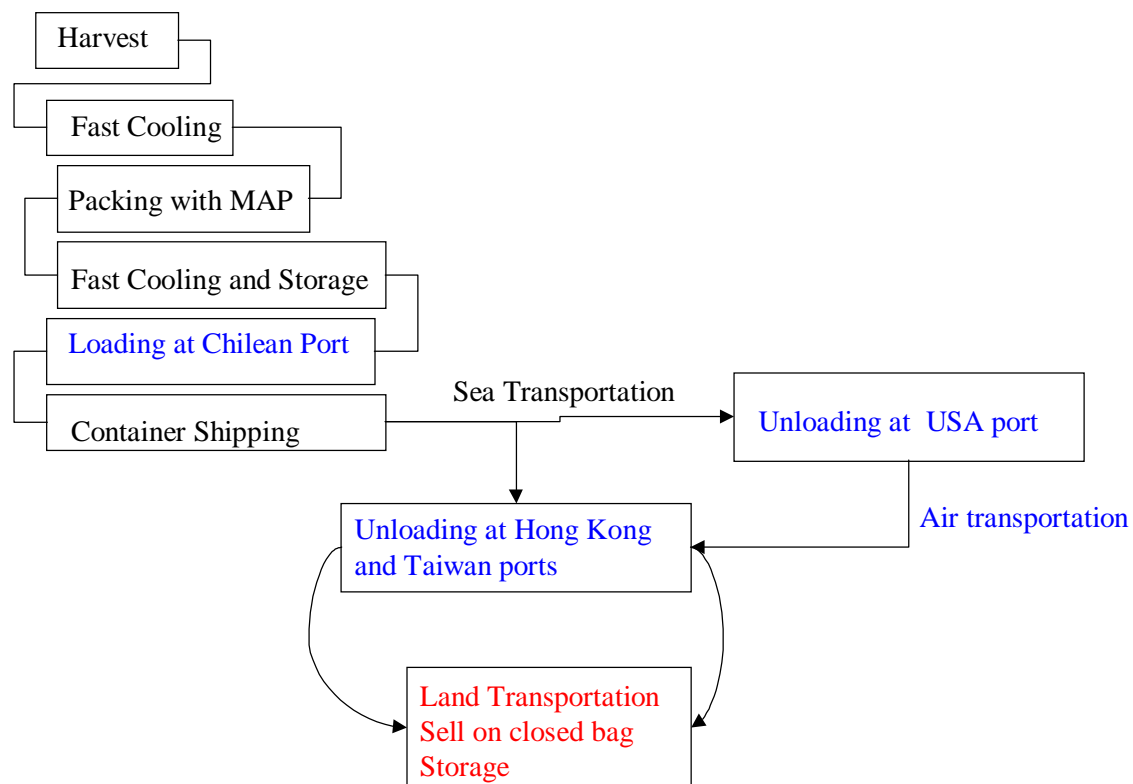 Harvest
Fast Cooling
Packing with MAP
Fast Cooling and Storage
Loading at Chilean Port
Sea Transportation
Container Shipping
Unloading at USA port
Air transportation
Unloading at Hong Kong
and Taiwan ports
Land Transportation
Sell on closed bag
Storage